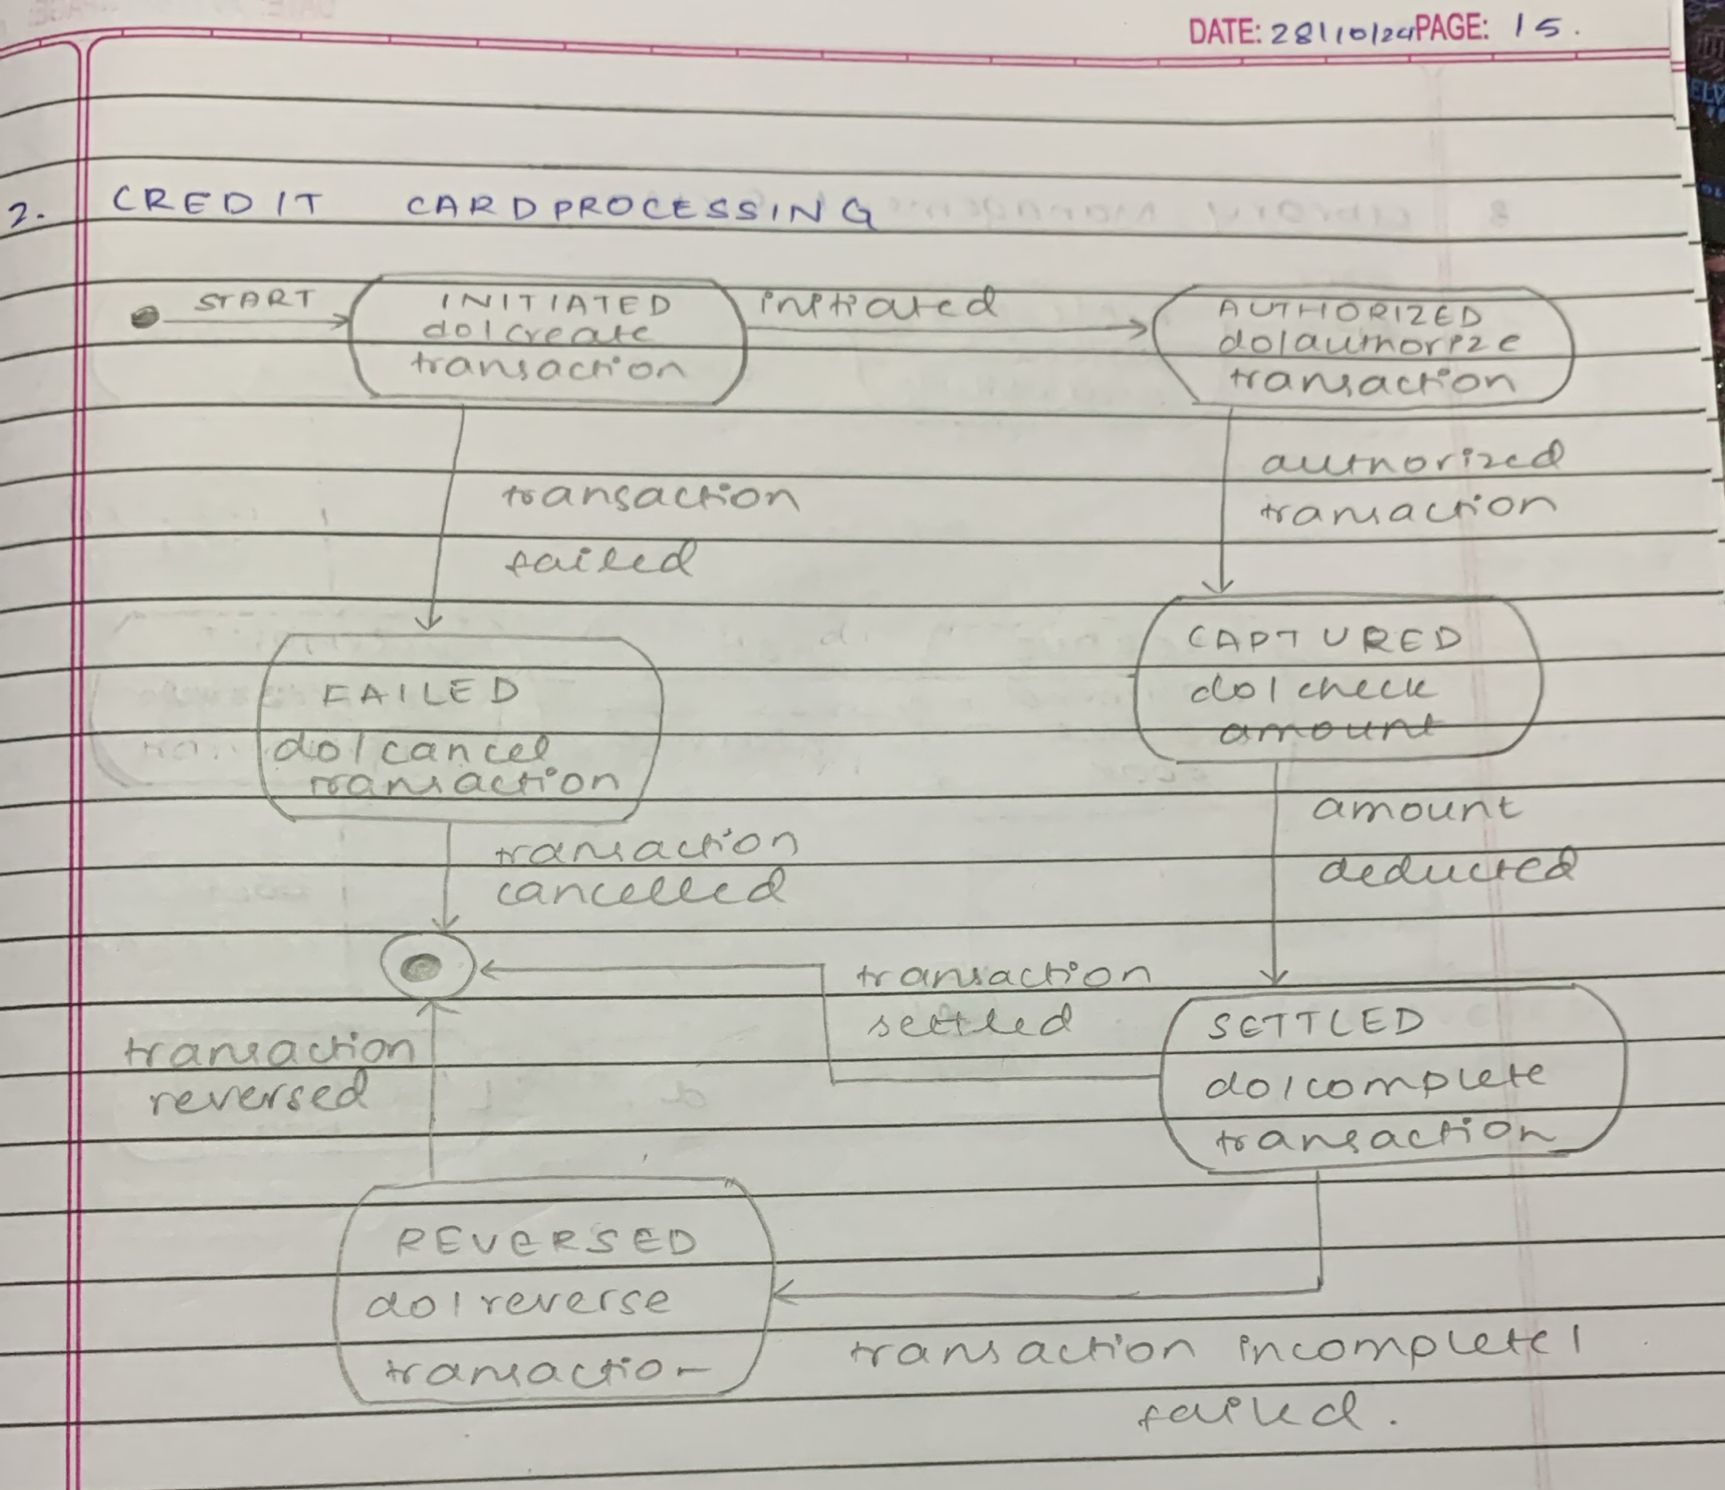 DATE: 28/10/24 PAGE: 15.
2. CREDIT CARD PROCESSING
START
INITIATED
do/create
transaction
initiated
AUTHORIZED
do/authorize
transaction
transaction
failed
authorized
transaction
FAILED
do/cancel
transaction
CAPTURED
do/check
amount
transaction
cancelled
amount
deducted
transaction
settled
SETTLED
do/complete
transaction
transaction
reversed
REVERSED
do/reverse
transaction
transaction incomplete/
failed.